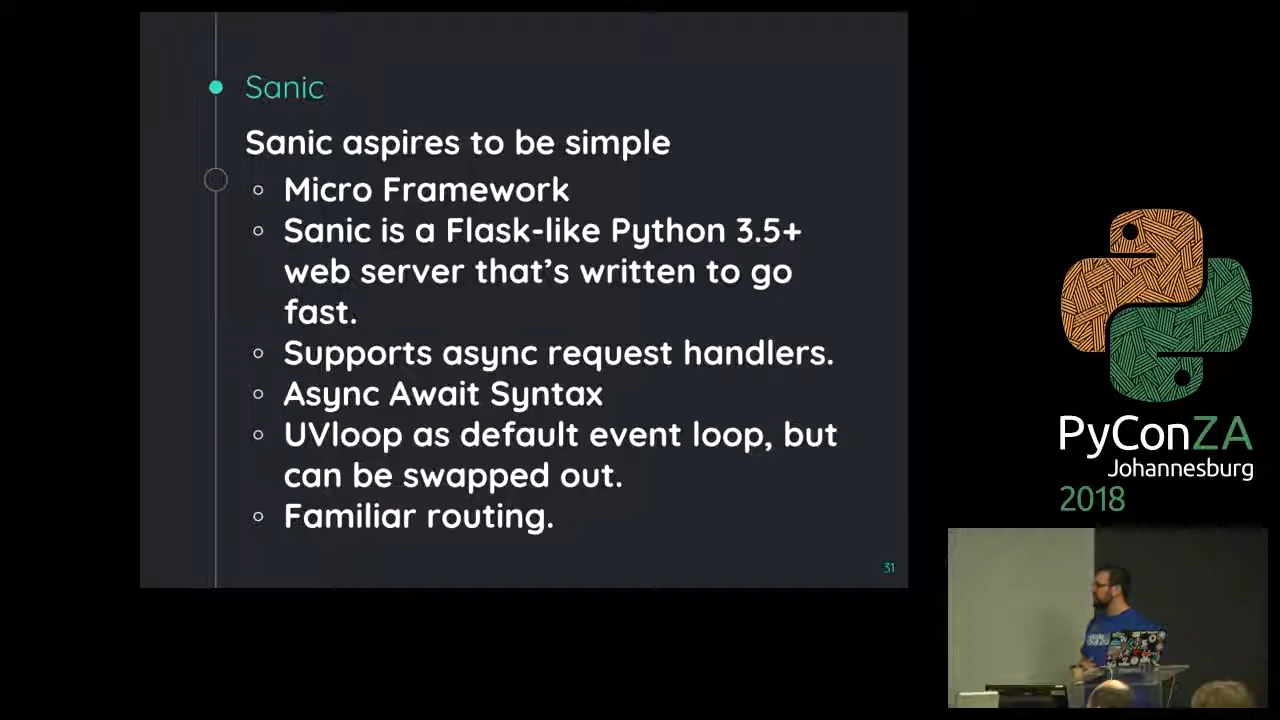 Sanic
Sanic aspires to be simple
Micro Framework
Sanic is a Flask-like Python 3.5+
web server that’s written to go
fast.
Supports async request handlers.
Async Await Syntax
UVloop as default event loop, but
can be swapped out.
Familiar routing.
31
PyConZA
Johannesburg
2018